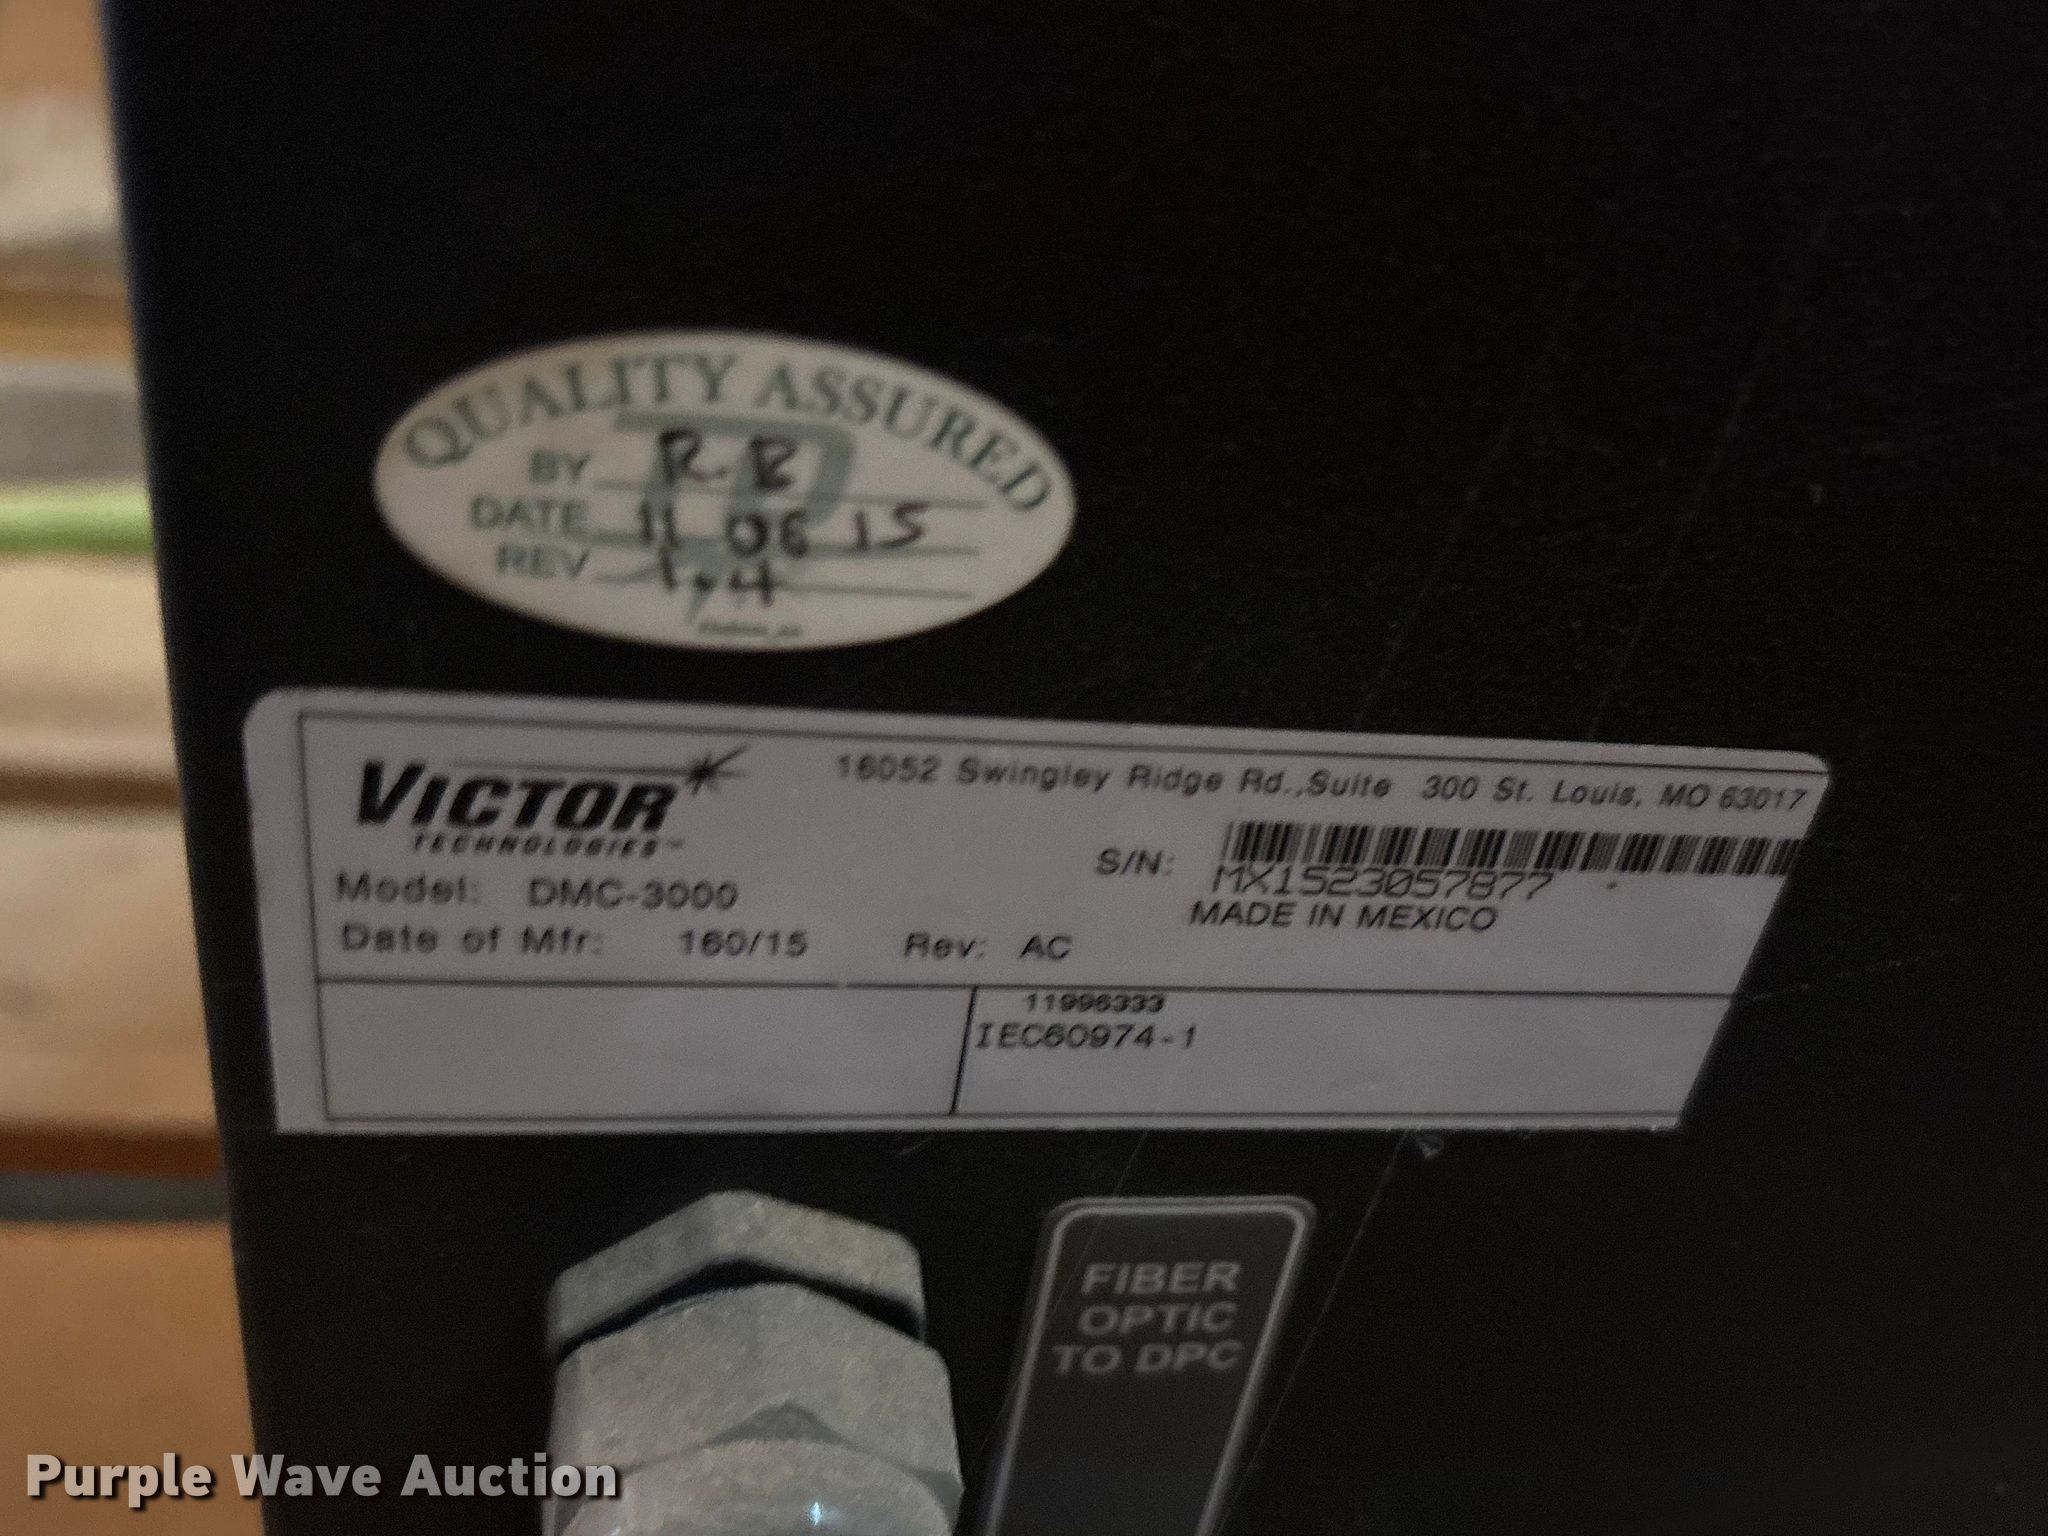 QUALITY ASSURED
BY R.B
DATE 11 06 15
REV 1.4
VICTOR
TECHNOLOGIES™
16052 Swingley Ridge Rd.,Suite 300 St. Louis, MO 63017
S/N:
MX1523057877
MADE IN MEXICO
Model: DMC-3000
Date of Mfr: 160/15 Rev: AC
11996333
IEC60974-1
FIBER
OPTIC
TO DPC
Purple Wave Auction